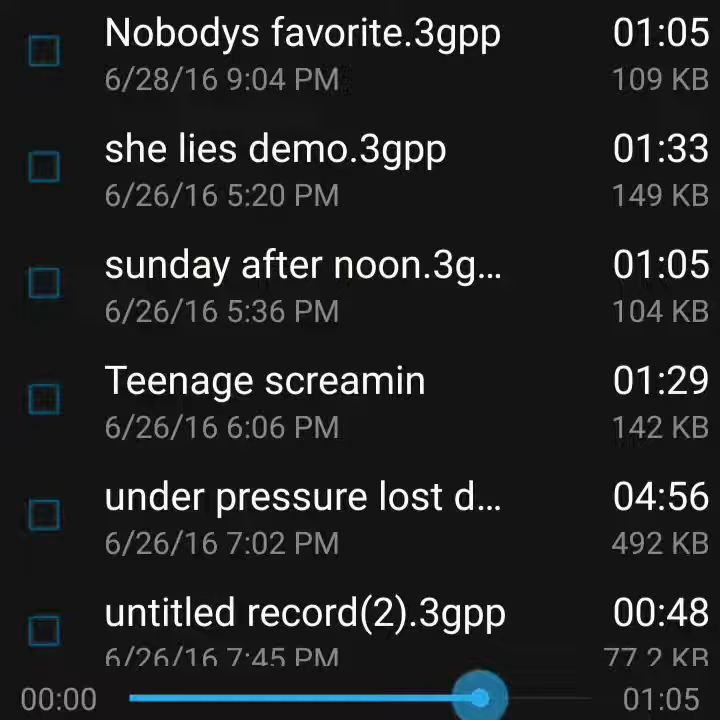 Nobodys favorite.3gpp 01:05
6/28/16 9:04 PM 109 KB
she lies demo.3gpp 01:33
6/26/16 5:20 PM 149 KB
sunday after noon.3g... 01:05
6/26/16 5:36 PM 104 KB
Teenage screamin 01:29
6/26/16 6:06 PM 142 KB
under pressure lost d... 04:56
6/26/16 7:02 PM 492 KB
untitled record(2).3gpp 00:48
6/26/16 7:45 PM 77.2 KB
00:00 01:05